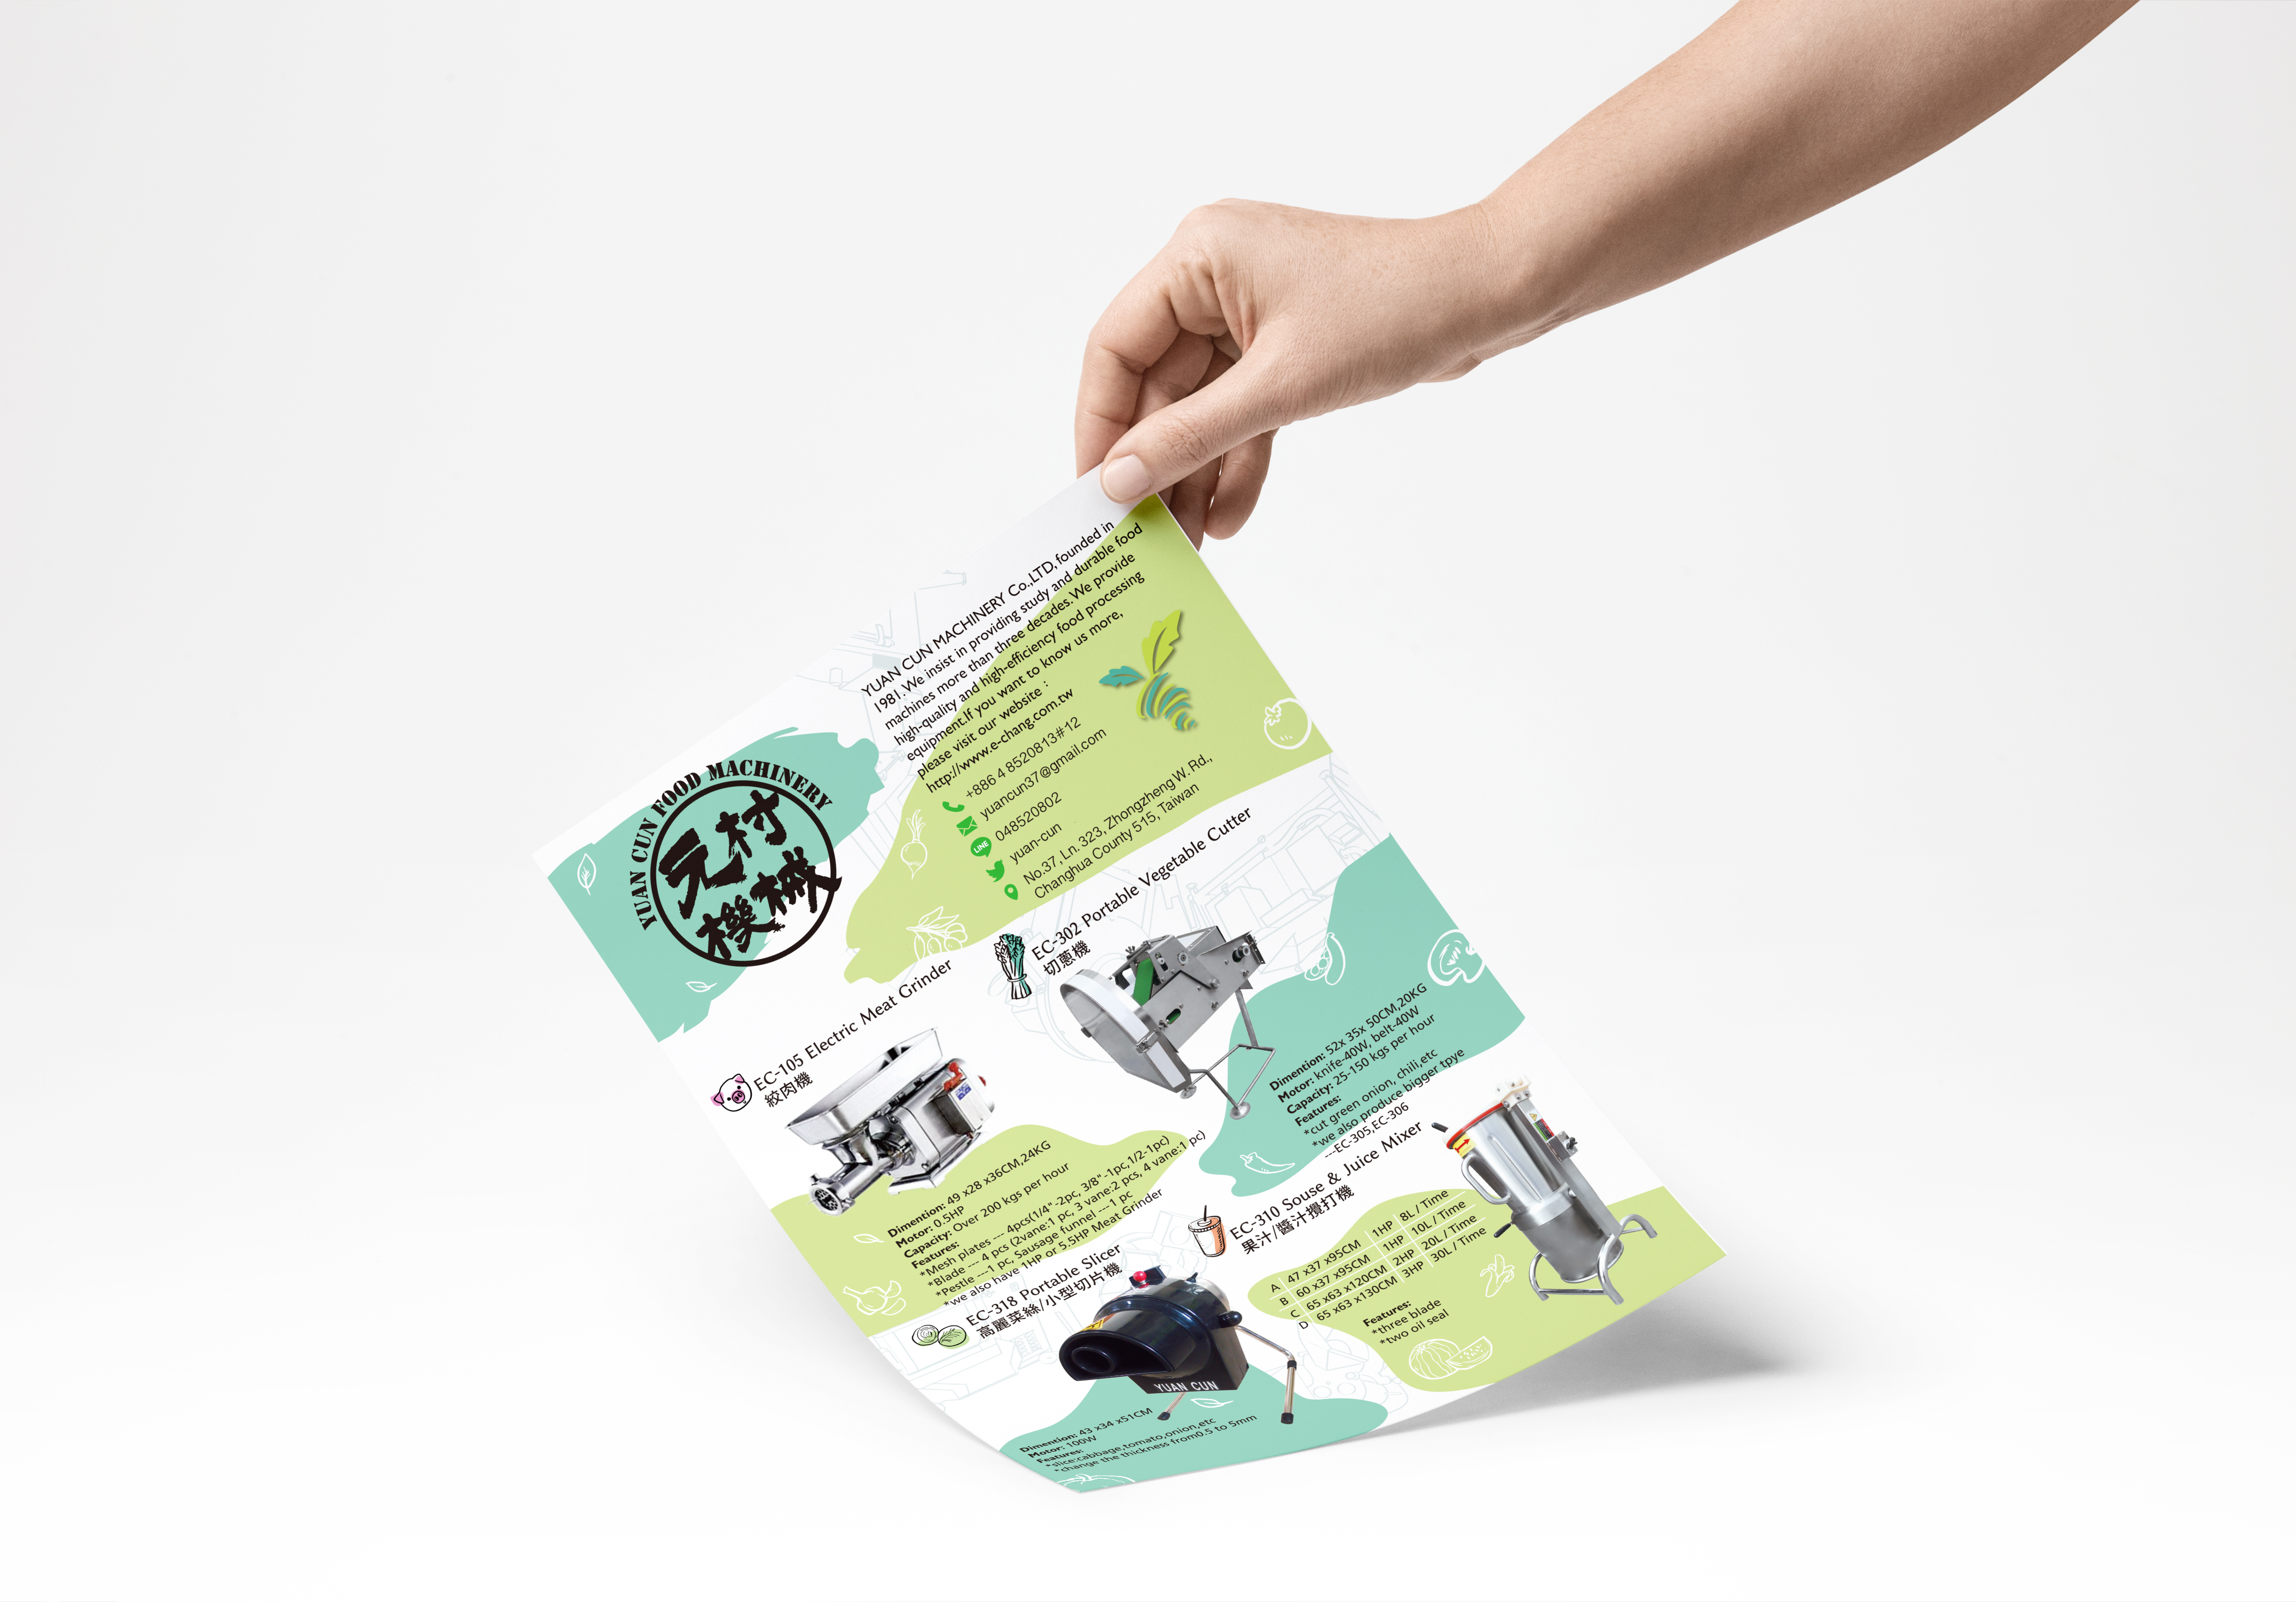 YUAN CUN FOOD MACHINERY
元村
機械
YUAN CUN MACHINERY Co.,LTD, founded in
1981. We insist in providing study and durable food
machines more than three decades. We provide
high-quality and high-efficiency food processing
equipment.If you want to know us more,
please visit our website：
http://www.e-chang.com.tw
+886 4 8520813#12
yuancun37@gmail.com
LINE
048520802
yuan-cun
No.37, Ln. 323, Zhongzheng W. Rd.,
Changhua County 515, Taiwan
EC-105 Electric Meat Grinder
絞肉機
Dimention: 49 x28 x36CM,24KG
Motor: 0.5HP
Capacity: Over 200 kgs per hour
Features:
*Mesh plates --- 4pcs(1/4"-2pc, 3/8"-1pc,1/2-1pc)
*Blade --- 4 pcs (2vane:1 pc, 3 vane:2 pcs, 4 vane:1 pc)
*Pestle ---1 pc, Sausage funnel ---1 pc
*we also have 1HP or 5.5HP Meat Grinder
EC-302 Portable Vegetable Cutter
切蔥機
Dimention: 52x 35x 50CM,20KG
Motor: knife-40W, belt-40W
Capacity: 25-150 kgs per hour
Features:
*cut green onion, chili,etc
*we also produce bigger tpye
---EC-305,EC-306
EC-318 Portable Slicer
高麗菜絲/小型切片機
YUAN CUN
Dimention: 43 x34 x51CM
Motor: 100W
Features:
*slice:cabbage,tomato,onion,etc
*change the thickness from0.5 to 5mm
EC-310 Souse & Juice Mixer
果汁/醬汁攪打機
A 47 x37 x95CM 1HP 8L / Time
B 60 x37 x95CM 1HP 10L / Time
C 65 x63 x120CM 2HP 20L / Time
D 65 x63 x130CM 3HP 30L / Time
Features:
*three blade
*two oil seal